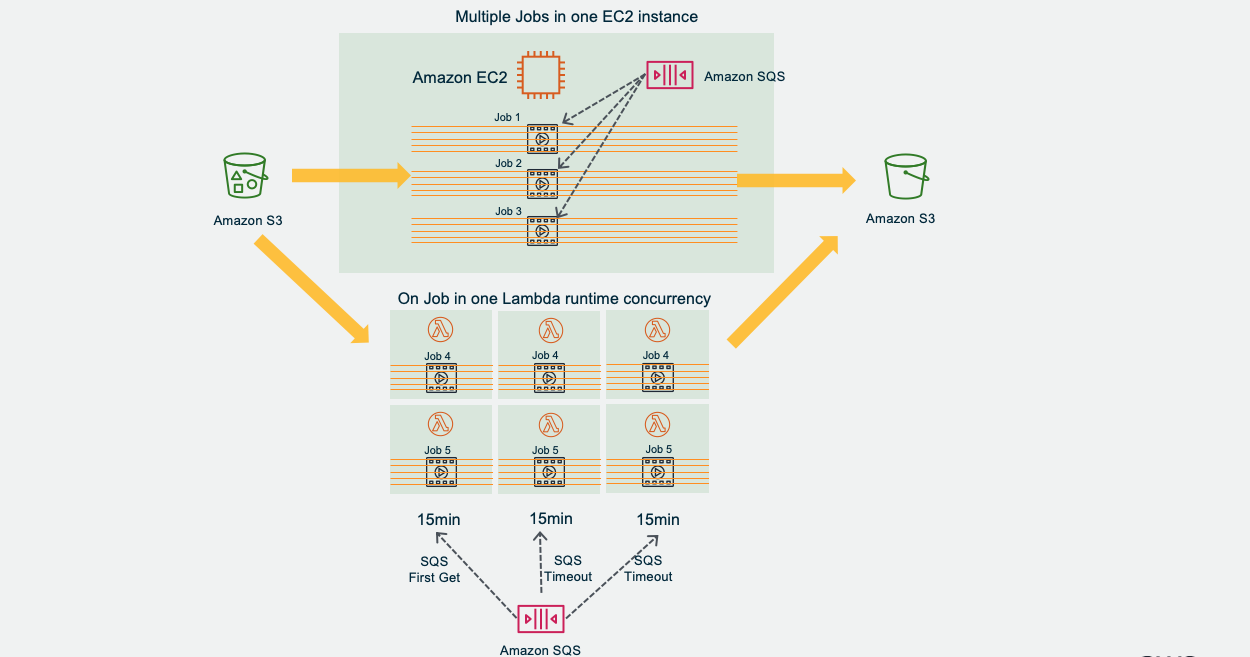 Multiple Jobs in one EC2 instance
Amazon EC2
Amazon SQS
Job 1
Job 2
Job 3
Amazon S3
Amazon S3
On Job in one Lambda runtime concurrency
Job 4
Job 4
Job 4
Job 5
Job 5
Job 5
15min
15min
15min
SQS
First Get
SQS
Timeout
SQS
Timeout
Amazon SQS